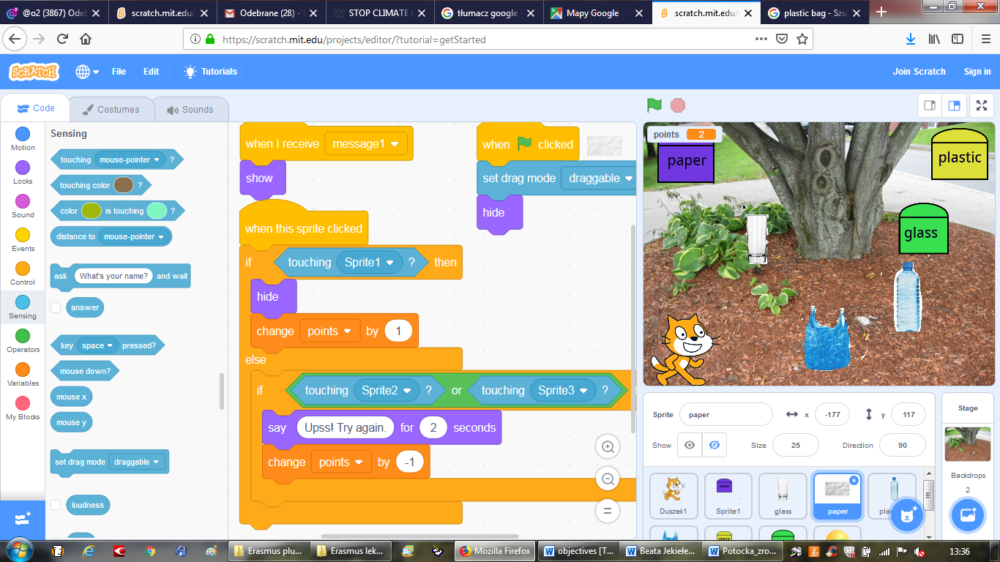 @o2 (3867) Odeb
scratch.mit.edu/
Odebrane (28) -
STOP CLIMATE
tłumacz google -
Mapy Google
scratch.mit.edu/
plastic bag - Szu
https://scratch.mit.edu/projects/editor/?tutorial=getStarted
SCRATCH
File
Edit
Tutorials
Join Scratch
Sign in
Code
Costumes
Sounds
Motion
Looks
Sound
Events
Control
Sensing
Operators
Variables
My Blocks
Sensing
touching mouse-pointer ?
touching color ?
color is touching ?
distance to mouse-pointer
ask What's your name? and wait
answer
key space pressed?
mouse down?
mouse x
mouse y
set drag mode draggable
loudness
when I receive message1
show
when this sprite clicked
if touching Sprite1 ? then
hide
change points by 1
else
if touching Sprite2 ? or touching Sprite3 ?
say Upss! Try again. for 2 seconds
change points by -1
when clicked
set drag mode draggable
hide
points 2
paper
plastic
glass
Sprite paper x -177 y 117
Show Size 25 Direction 90
Duszek1
Sprite1
glass
paper
plas
plastic
Stage
Backdrops
2
Erasmus plu...
Erasmus lek...
Mozilla Firefox
objectives [T...
Beata Jekiele...
Potocka_zro...
13:36